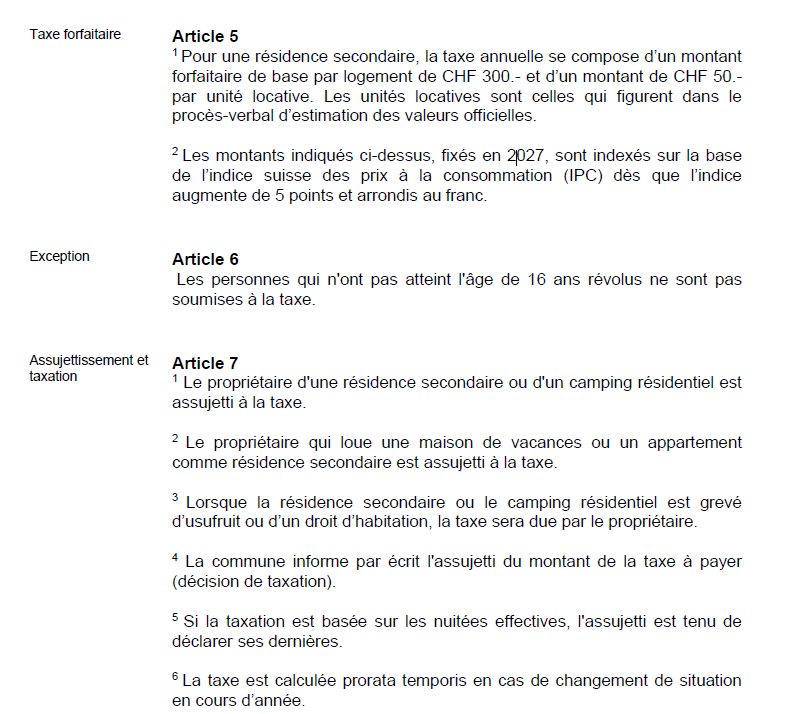 Taxe forfaitaire
Article 5
1 Pour une résidence secondaire, la taxe annuelle se compose d’un montant
forfaitaire de base par logement de CHF 300.- et d’un montant de CHF 50.-
par unité locative. Les unités locatives sont celles qui figurent dans le
procès-verbal d’estimation des valeurs officielles.
2 Les montants indiqués ci-dessus, fixés en 2027, sont indexés sur la base
de l’indice suisse des prix à la consommation (IPC) dès que l’indice
augmente de 5 points et arrondis au franc.
Exception
Article 6
Les personnes qui n'ont pas atteint l'âge de 16 ans révolus ne sont pas
soumises à la taxe.
Assujettissement et
taxation
Article 7
1 Le propriétaire d'une résidence secondaire ou d'un camping résidentiel est
assujetti à la taxe.
2 Le propriétaire qui loue une maison de vacances ou un appartement
comme résidence secondaire est assujetti à la taxe.
3 Lorsque la résidence secondaire ou le camping résidentiel est grevé
d’usufruit ou d’un droit d’habitation, la taxe sera due par le propriétaire.
4 La commune informe par écrit l'assujetti du montant de la taxe à payer
(décision de taxation).
5 Si la taxation est basée sur les nuitées effectives, l'assujetti est tenu de
déclarer ses dernières.
6 La taxe est calculée prorata temporis en cas de changement de situation
en cours d’année.